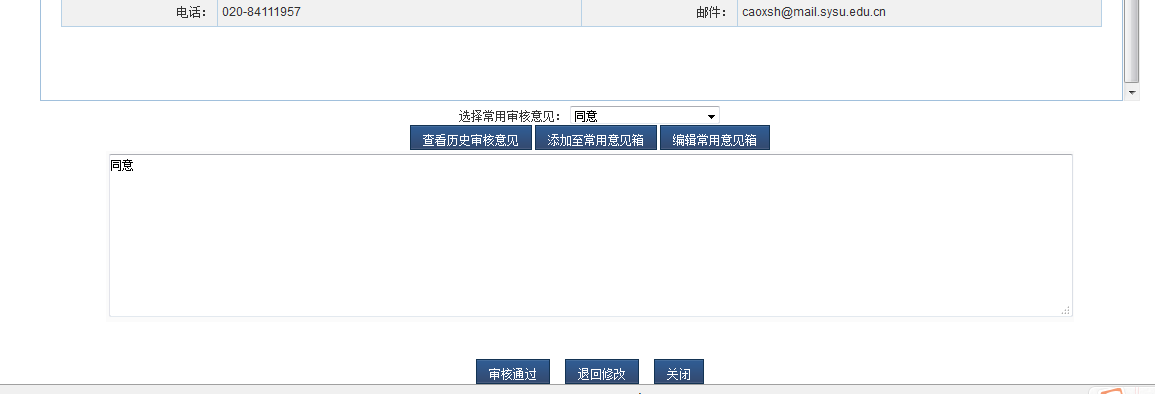 电话： 020-84111957 邮件： caoxsh@mail.sysu.edu.cn
选择常用审核意见： 同意
查看历史审核意见 添加至常用意见箱 编辑常用意见箱
同意
审核通过 退回修改 关闭